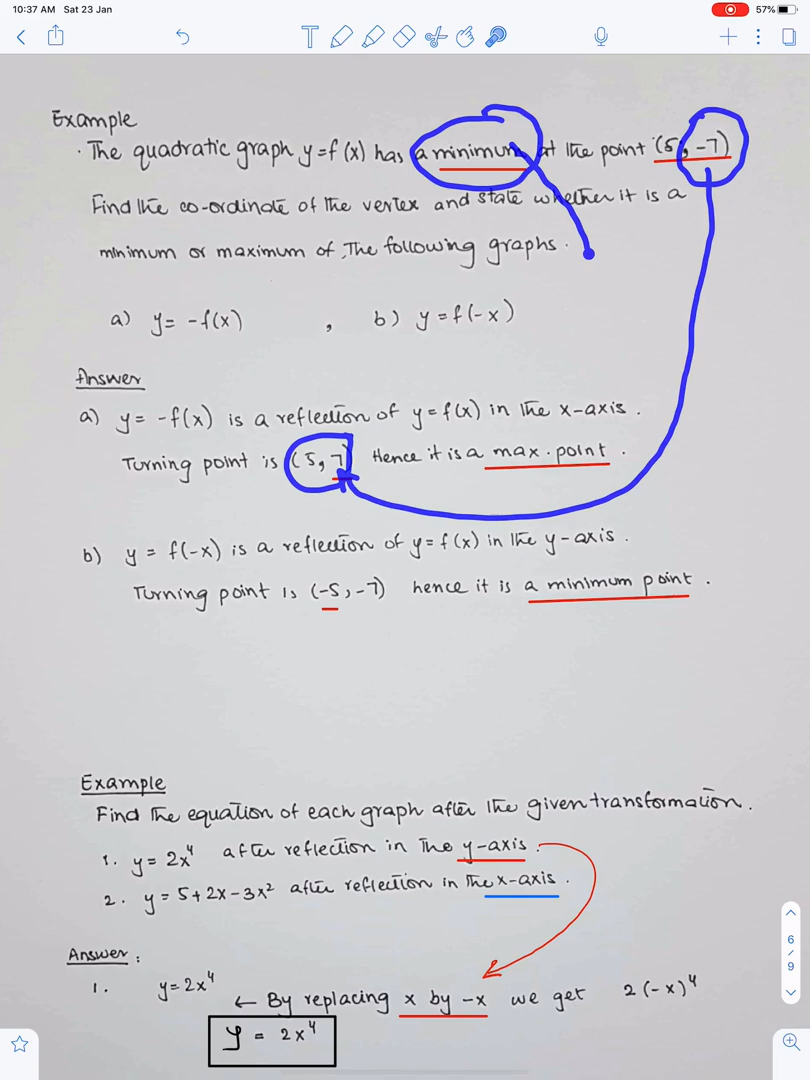 10:37 AM Sat 23 Jan
57%
Example
· The quadratic graph y=f(x) has a minimum at the point (5, -7)
Find the co-ordinate of the vertex and state whether it is a
minimum or maximum of the following graphs.
a) y= -f(x) , b) y=f(-x)
Answer
a) y= -f(x) is a reflection of y=f(x) in the x-axis.
Turning point is (5, 7) Hence it is a max. point.
b) y = f(-x) is a reflection of y=f(x) in the y-axis.
Turning point is (-5, -7) hence it is a minimum point.
Example
Find the equation of each graph after the given transformation.
1. y=2x⁴ after reflection in the y-axis.
2. y=5+2x-3x² after reflection in the x-axis.
Answer:
1. y=2x⁴
← By replacing x by -x we get 2(-x)⁴
y = 2x⁴
6
9